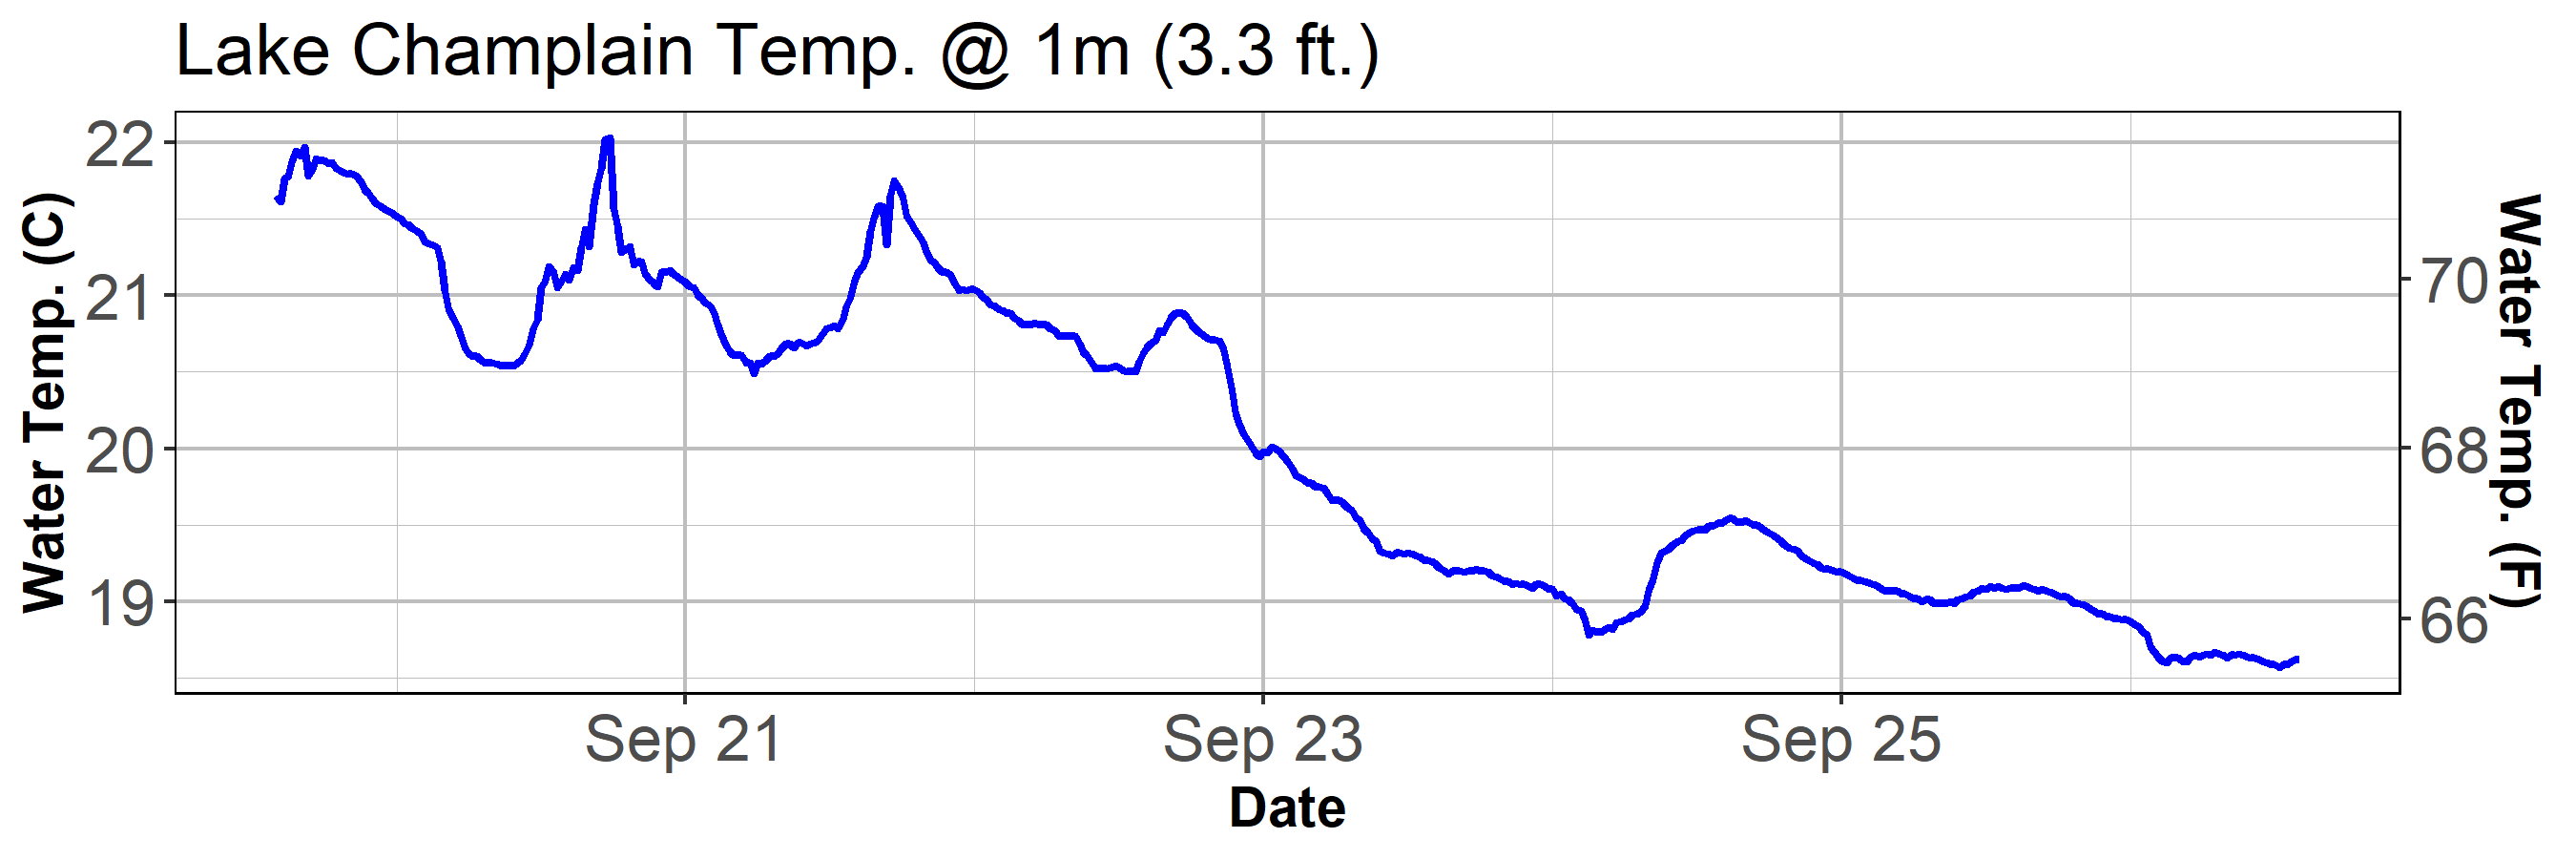 Lake Champlain Temp. @ 1m (3.3 ft.)
Water Temp. (C)
22
21
20
19
70
68
66
Water Temp. (F)
Sep 21
Sep 23
Sep 25
Date